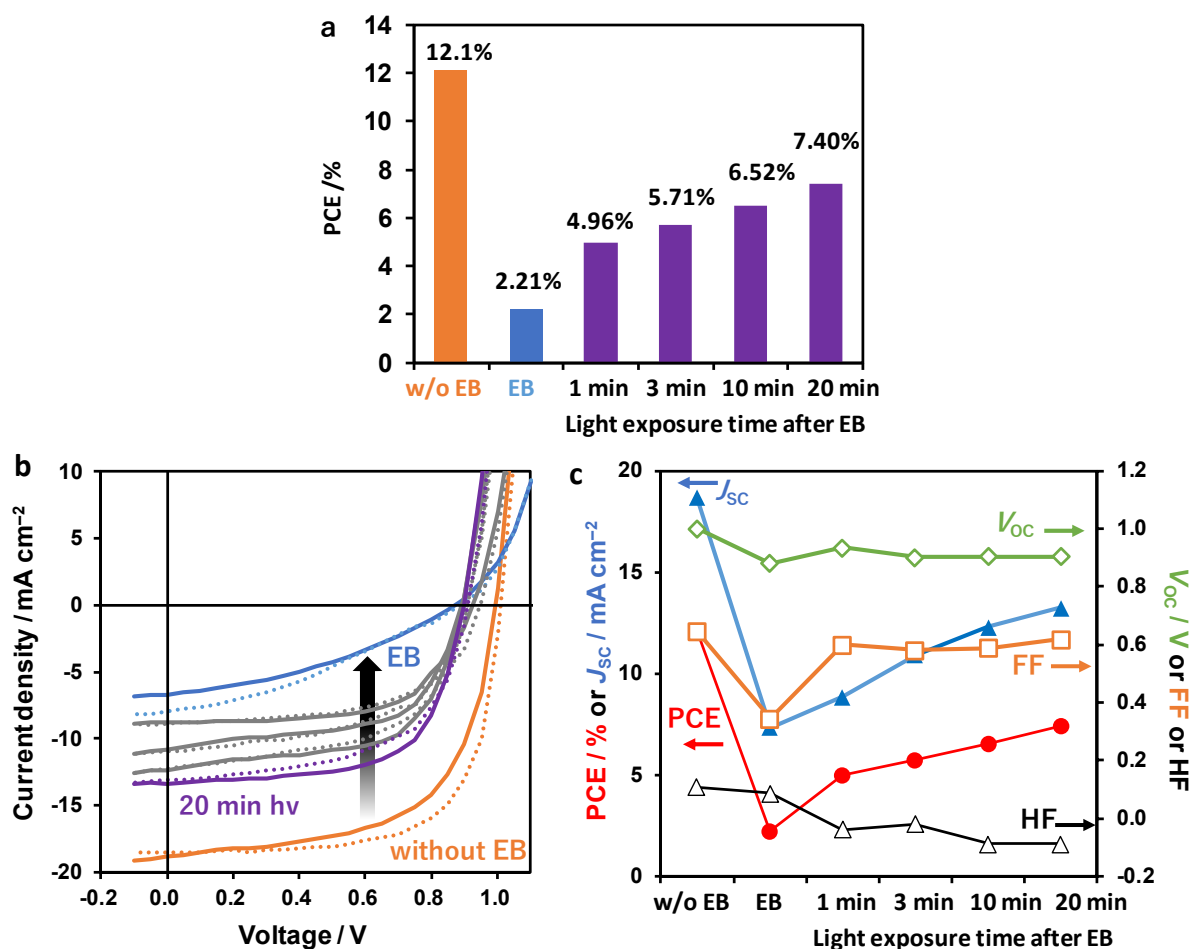 a
14
12
10
8
6
4
2
0
PCE /%
12.1%
2.21%
4.96%
5.71%
6.52%
7.40%
w/o EB EB 1 min 3 min 10 min 20 min
Light exposure time after EB
b
10
5
0
-5
-10
-15
-20
Current density / mA cm⁻²
EB
20 min hv
without EB
-0.2 0.0 0.2 0.4 0.6 0.8 1.0
Voltage / V
c
20
15
10
5
0
PCE / % or J_SC / mA cm⁻²
J_SC
V_OC
FF
PCE
HF
1.2
1.0
0.8
0.6
0.4
0.2
0.0
-0.2
V_OC / V or FF or HF
w/o EB EB 1 min 3 min 10 min 20 min
Light exposure time after EB